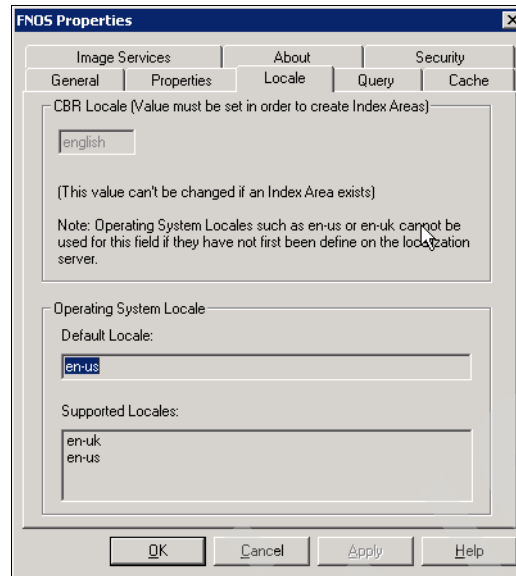 FNOS Properties
Image Services
About
Security
General
Properties
Locale
Query
Cache
CBR Locale (Value must be set in order to create Index Areas)
english
(This value can't be changed if an Index Area exists)
Note: Operating System Locales such as en-us or en-uk cannot be
used for this field if they have not first been define on the localization
server.
Operating System Locale
Default Locale:
en-us
Supported Locales:
en-uk
en-us
OK
Cancel
Apply
Help